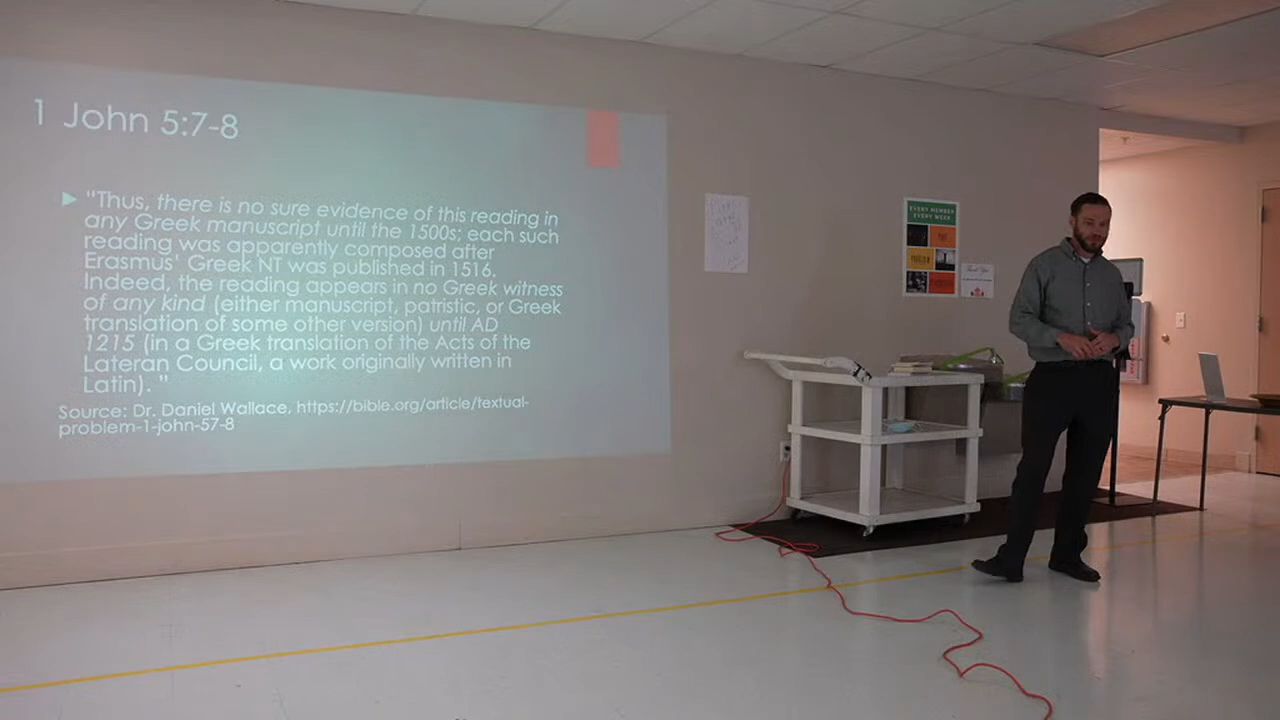 1 John 5:7-8
"Thus, there is no sure evidence of this reading in
any Greek manuscript until the 1500s; each such
reading was apparently composed after
Erasmus' Greek NT was published in 1516.
Indeed, the reading appears in no Greek witness
of any kind (either manuscript, patristic, or Greek
translation of some other version) until AD
1215 (in a Greek translation of the Acts of the
Lateran Council, a work originally written in
Latin). "
Source: Dr. Daniel Wallace, https://bible.org/article/textual-
problem-1-john-57-8
EVERY MEMBER
EVERY WEEK